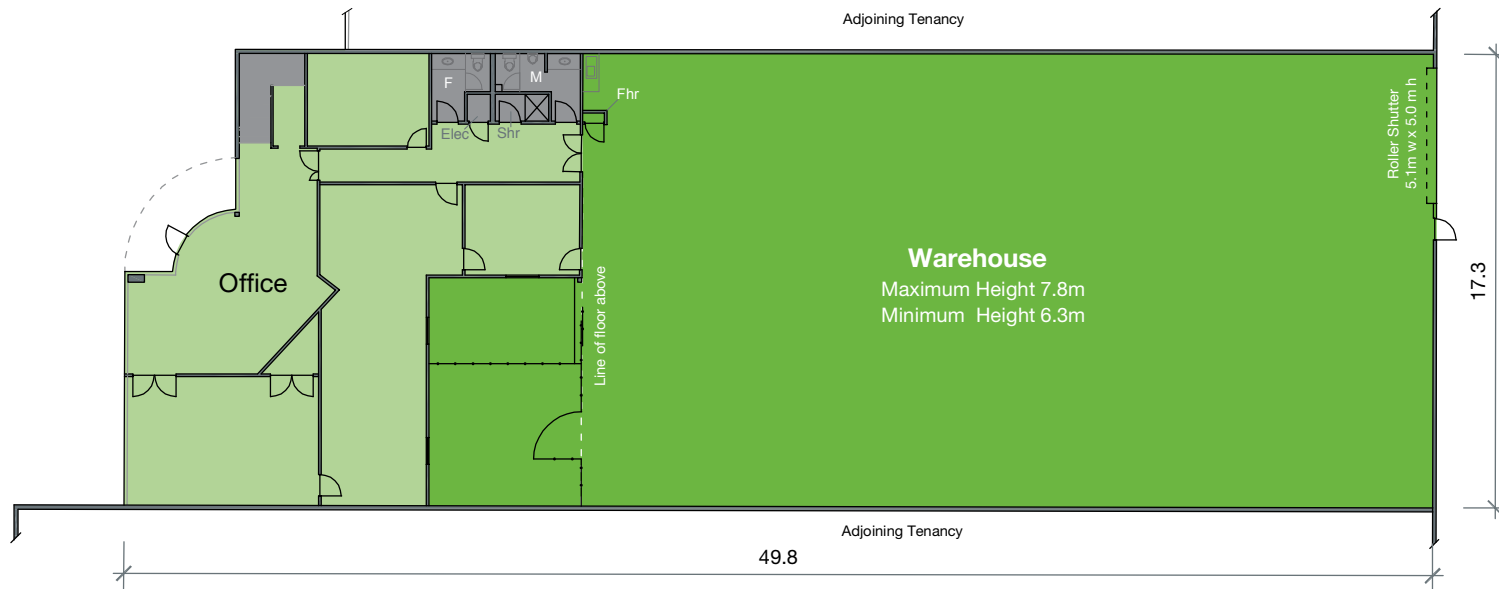 Adjoining Tenancy
F
M
Fhr
Elec
Shr
Roller Shutter
5.1m w x 5.0 m h
Office
Warehouse
Maximum Height 7.8m
Minimum Height 6.3m
Line of floor above
17.3
Adjoining Tenancy
49.8